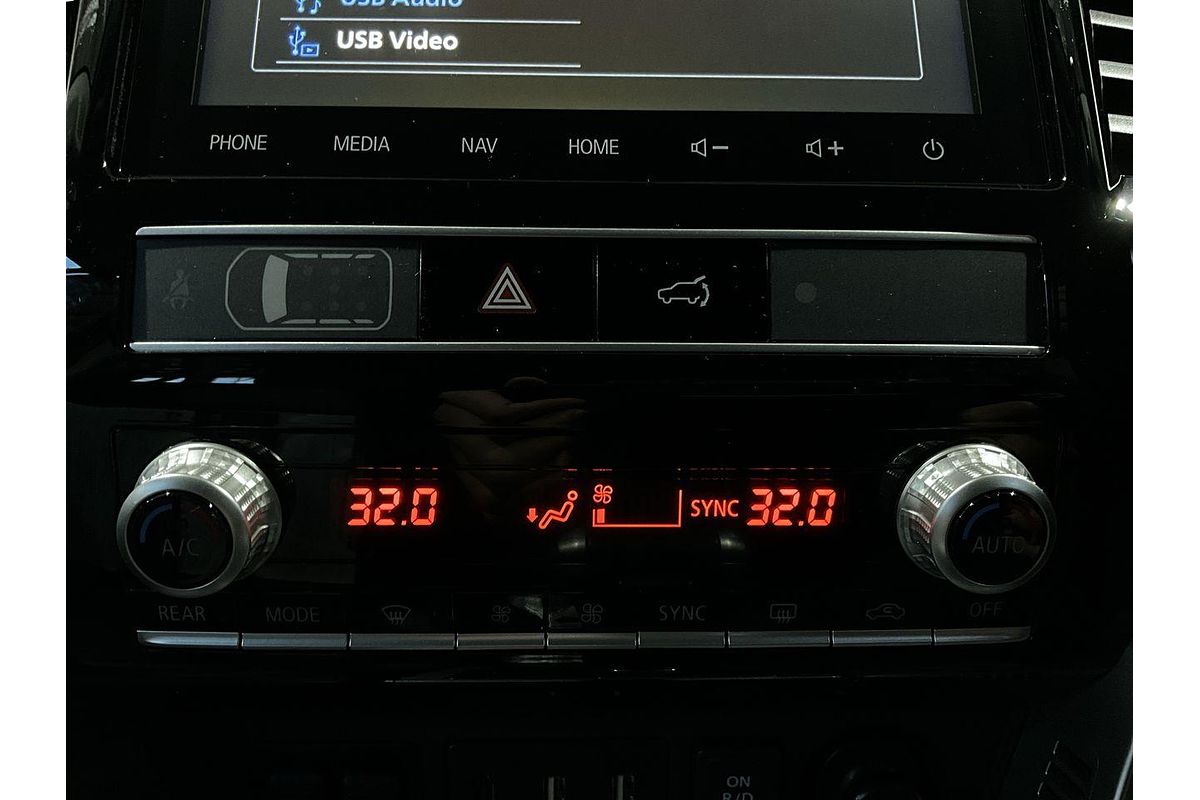 USB Audio
USB Video
PHONE MEDIA NAV HOME
32.0 SYNC 32.0
A/C AUTO
REAR MODE SYNC OFF
ON
R/D